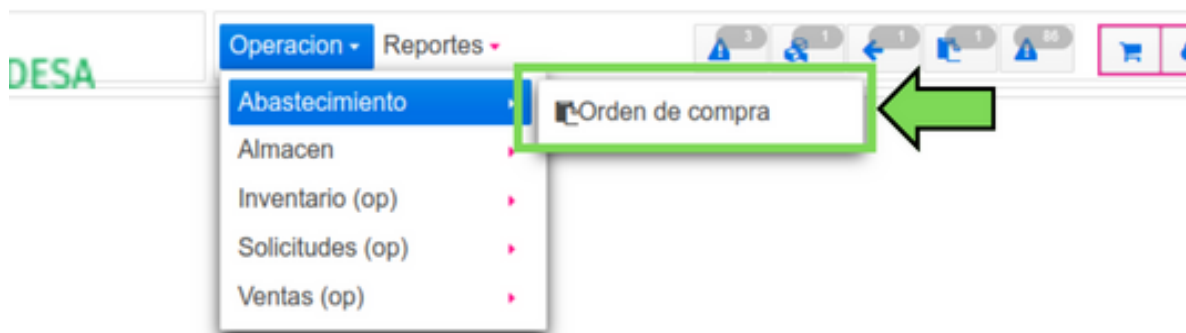 DESA
Operacion Reportes 3 1 1 1 86
Abastecimiento
Orden de compra
Almacen
Inventario (op)
Solicitudes (op)
Ventas (op)